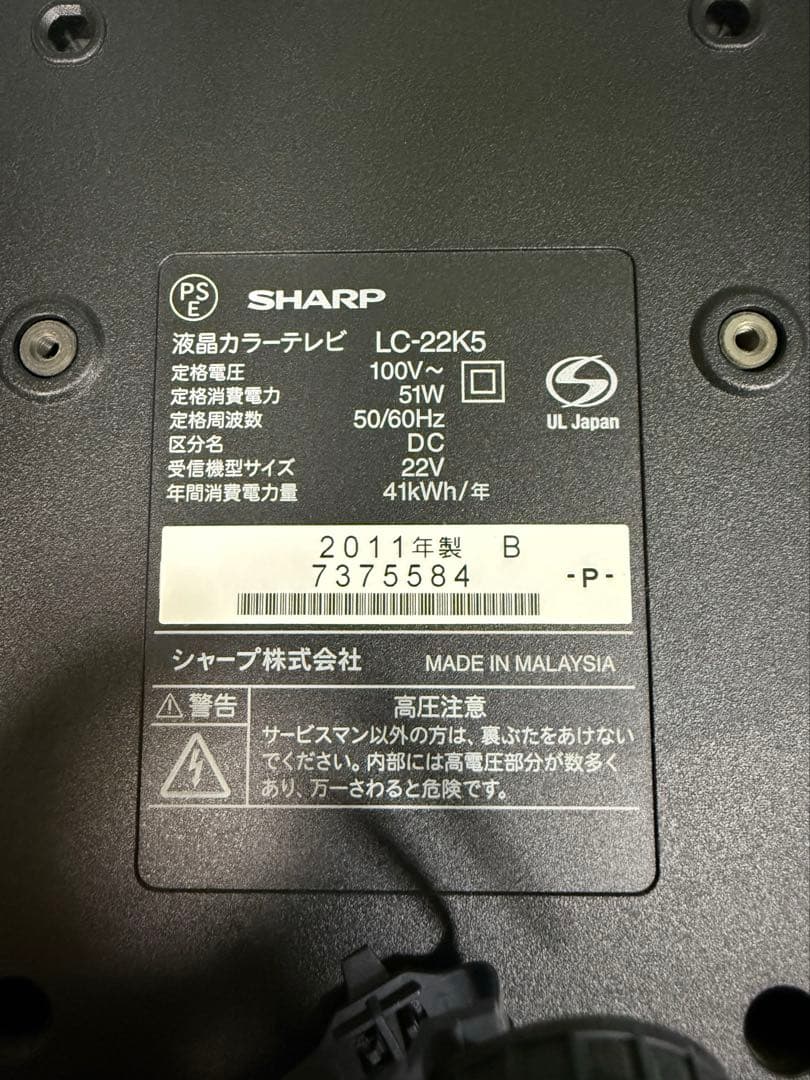 PS E SHARP
液晶カラーテレビ LC-22K5
定格電圧 100V～
定格消費電力 51W
定格周波数 50/60Hz
区分名 DC
受信機型サイズ 22V
年間消費電力量 41kWh/年
UL Japan
2011年製 B
7375584 -P-
シャープ株式会社 MADE IN MALAYSIA
警告 高圧注意
サービスマン以外の方は、裏ぶたをあけない
でください。内部には高電圧部分が数多く
あり、万一さわると危険です。